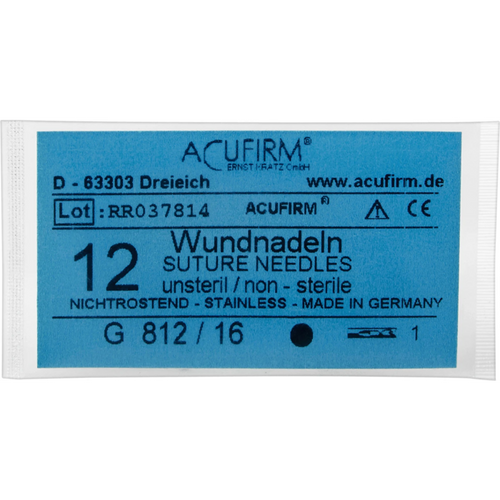 ACUFIRM®
ERNST KRATZ GmbH
D - 63303 Dreieich www.acufirm.de
Lot : RR037814 ACUFIRM® CE
12 Wundnadeln
SUTURE NEEDLES
unsteril / non - sterile
NICHTROSTEND - STAINLESS - MADE IN GERMANY
G 812 / 16 1